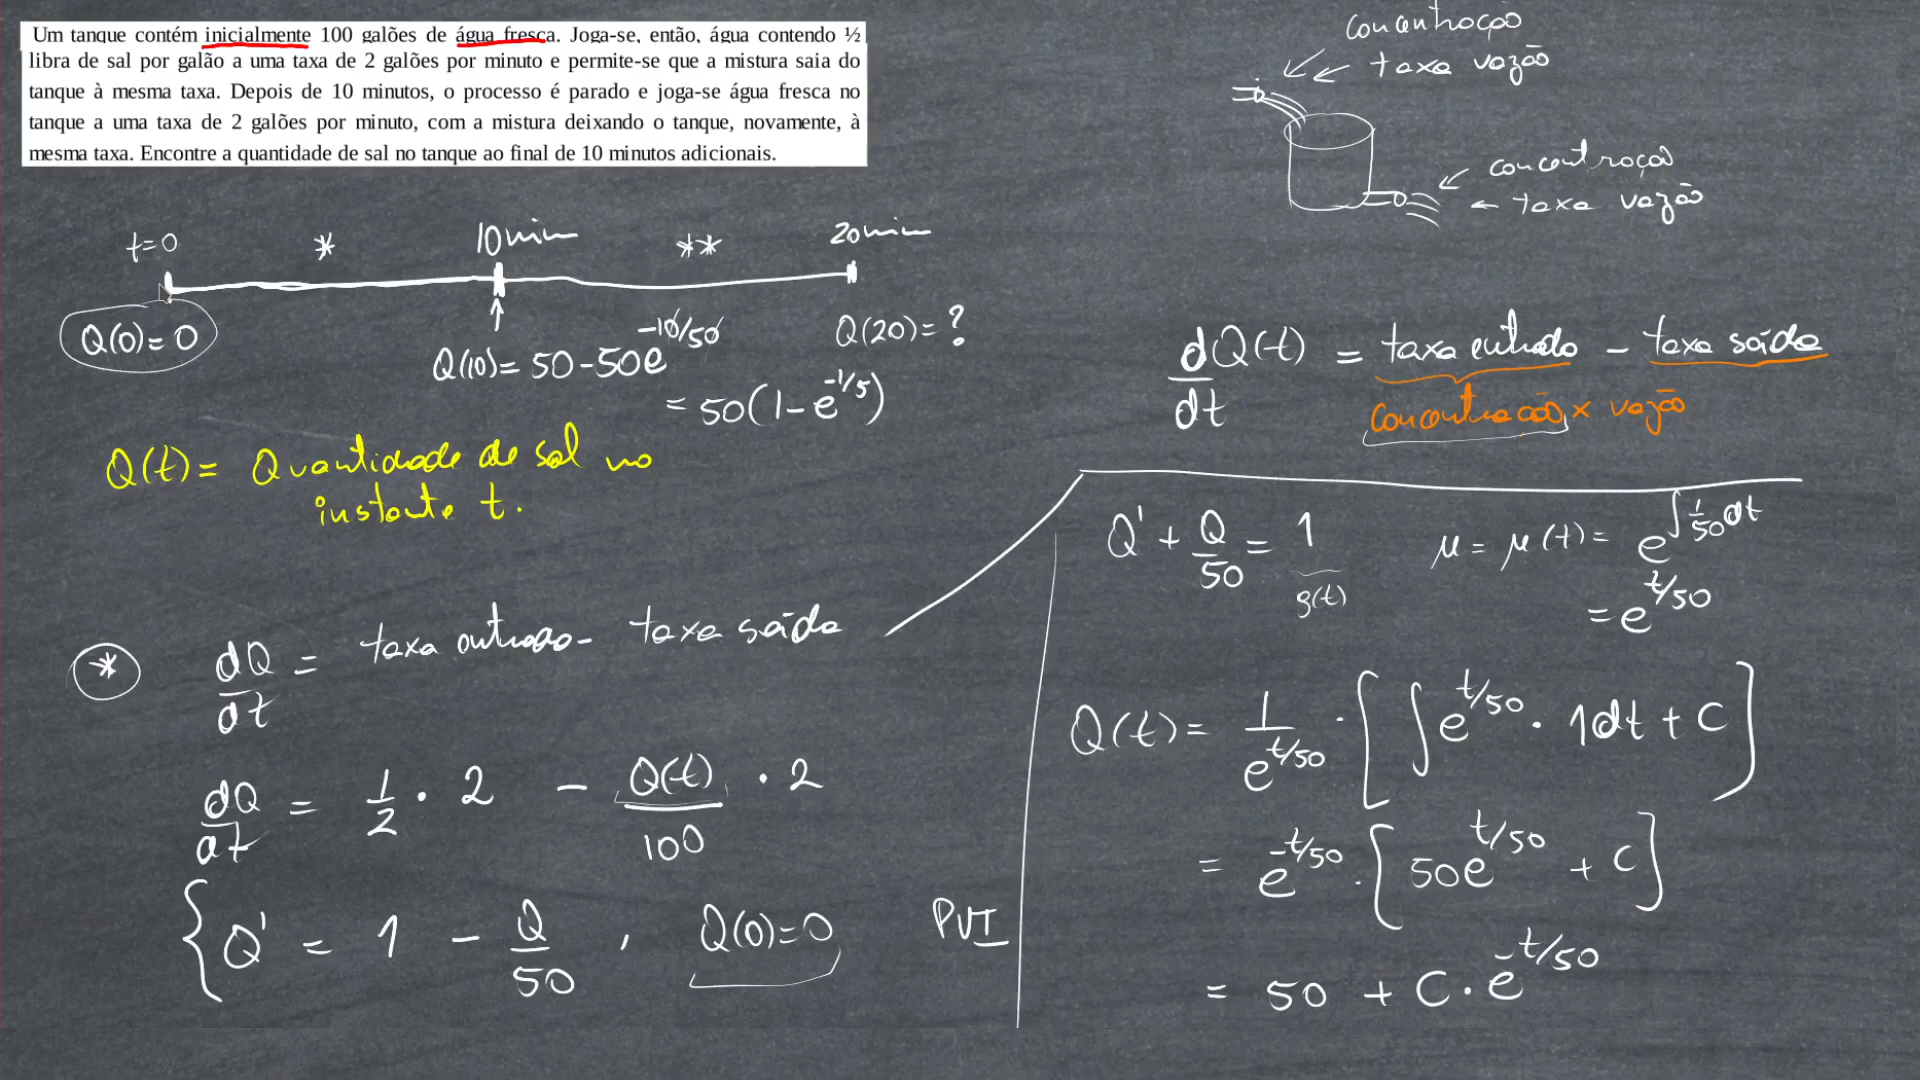 Um tanque contém inicialmente 100 galões de água fresca. Joga-se, então, água contendo ½
libra de sal por galão a uma taxa de 2 galões por minuto e permite-se que a mistura saia do
tanque à mesma taxa. Depois de 10 minutos, o processo é parado e joga-se água fresca no
tanque a uma taxa de 2 galões por minuto, com a mistura deixando o tanque, novamente, à
mesma taxa. Encontre a quantidade de sal no tanque ao final de 10 minutos adicionais.
concentração
taxa vazão
concentração
taxa vazão
t=0 * 10min ** 20min
Q(0)=0
Q(10)= 50-50e^{-10/50}
= 50(1-e^{-1/5})
Q(20)=?
Q(t)= Quantidade de sal no
instante t.
d/dt Q(t) = taxa entrada - taxa saída
concentração x vazão
* dQ/dt = taxa entrada - taxa saída
dQ/dt = 1/2 · 2 - Q(t)/100 · 2
{ Q' = 1 - Q/50 , Q(0)=0 PVI
Q' + Q/50 = 1
g(t)
μ = μ(t) = e^{∫1/50 dt}
= e^{t/50}
Q(t) = 1/e^{t/50} · [ ∫e^{t/50} · 1dt + C ]
= e^{-t/50} · [ 50e^{t/50} + C ]
= 50 + C · e^{-t/50}